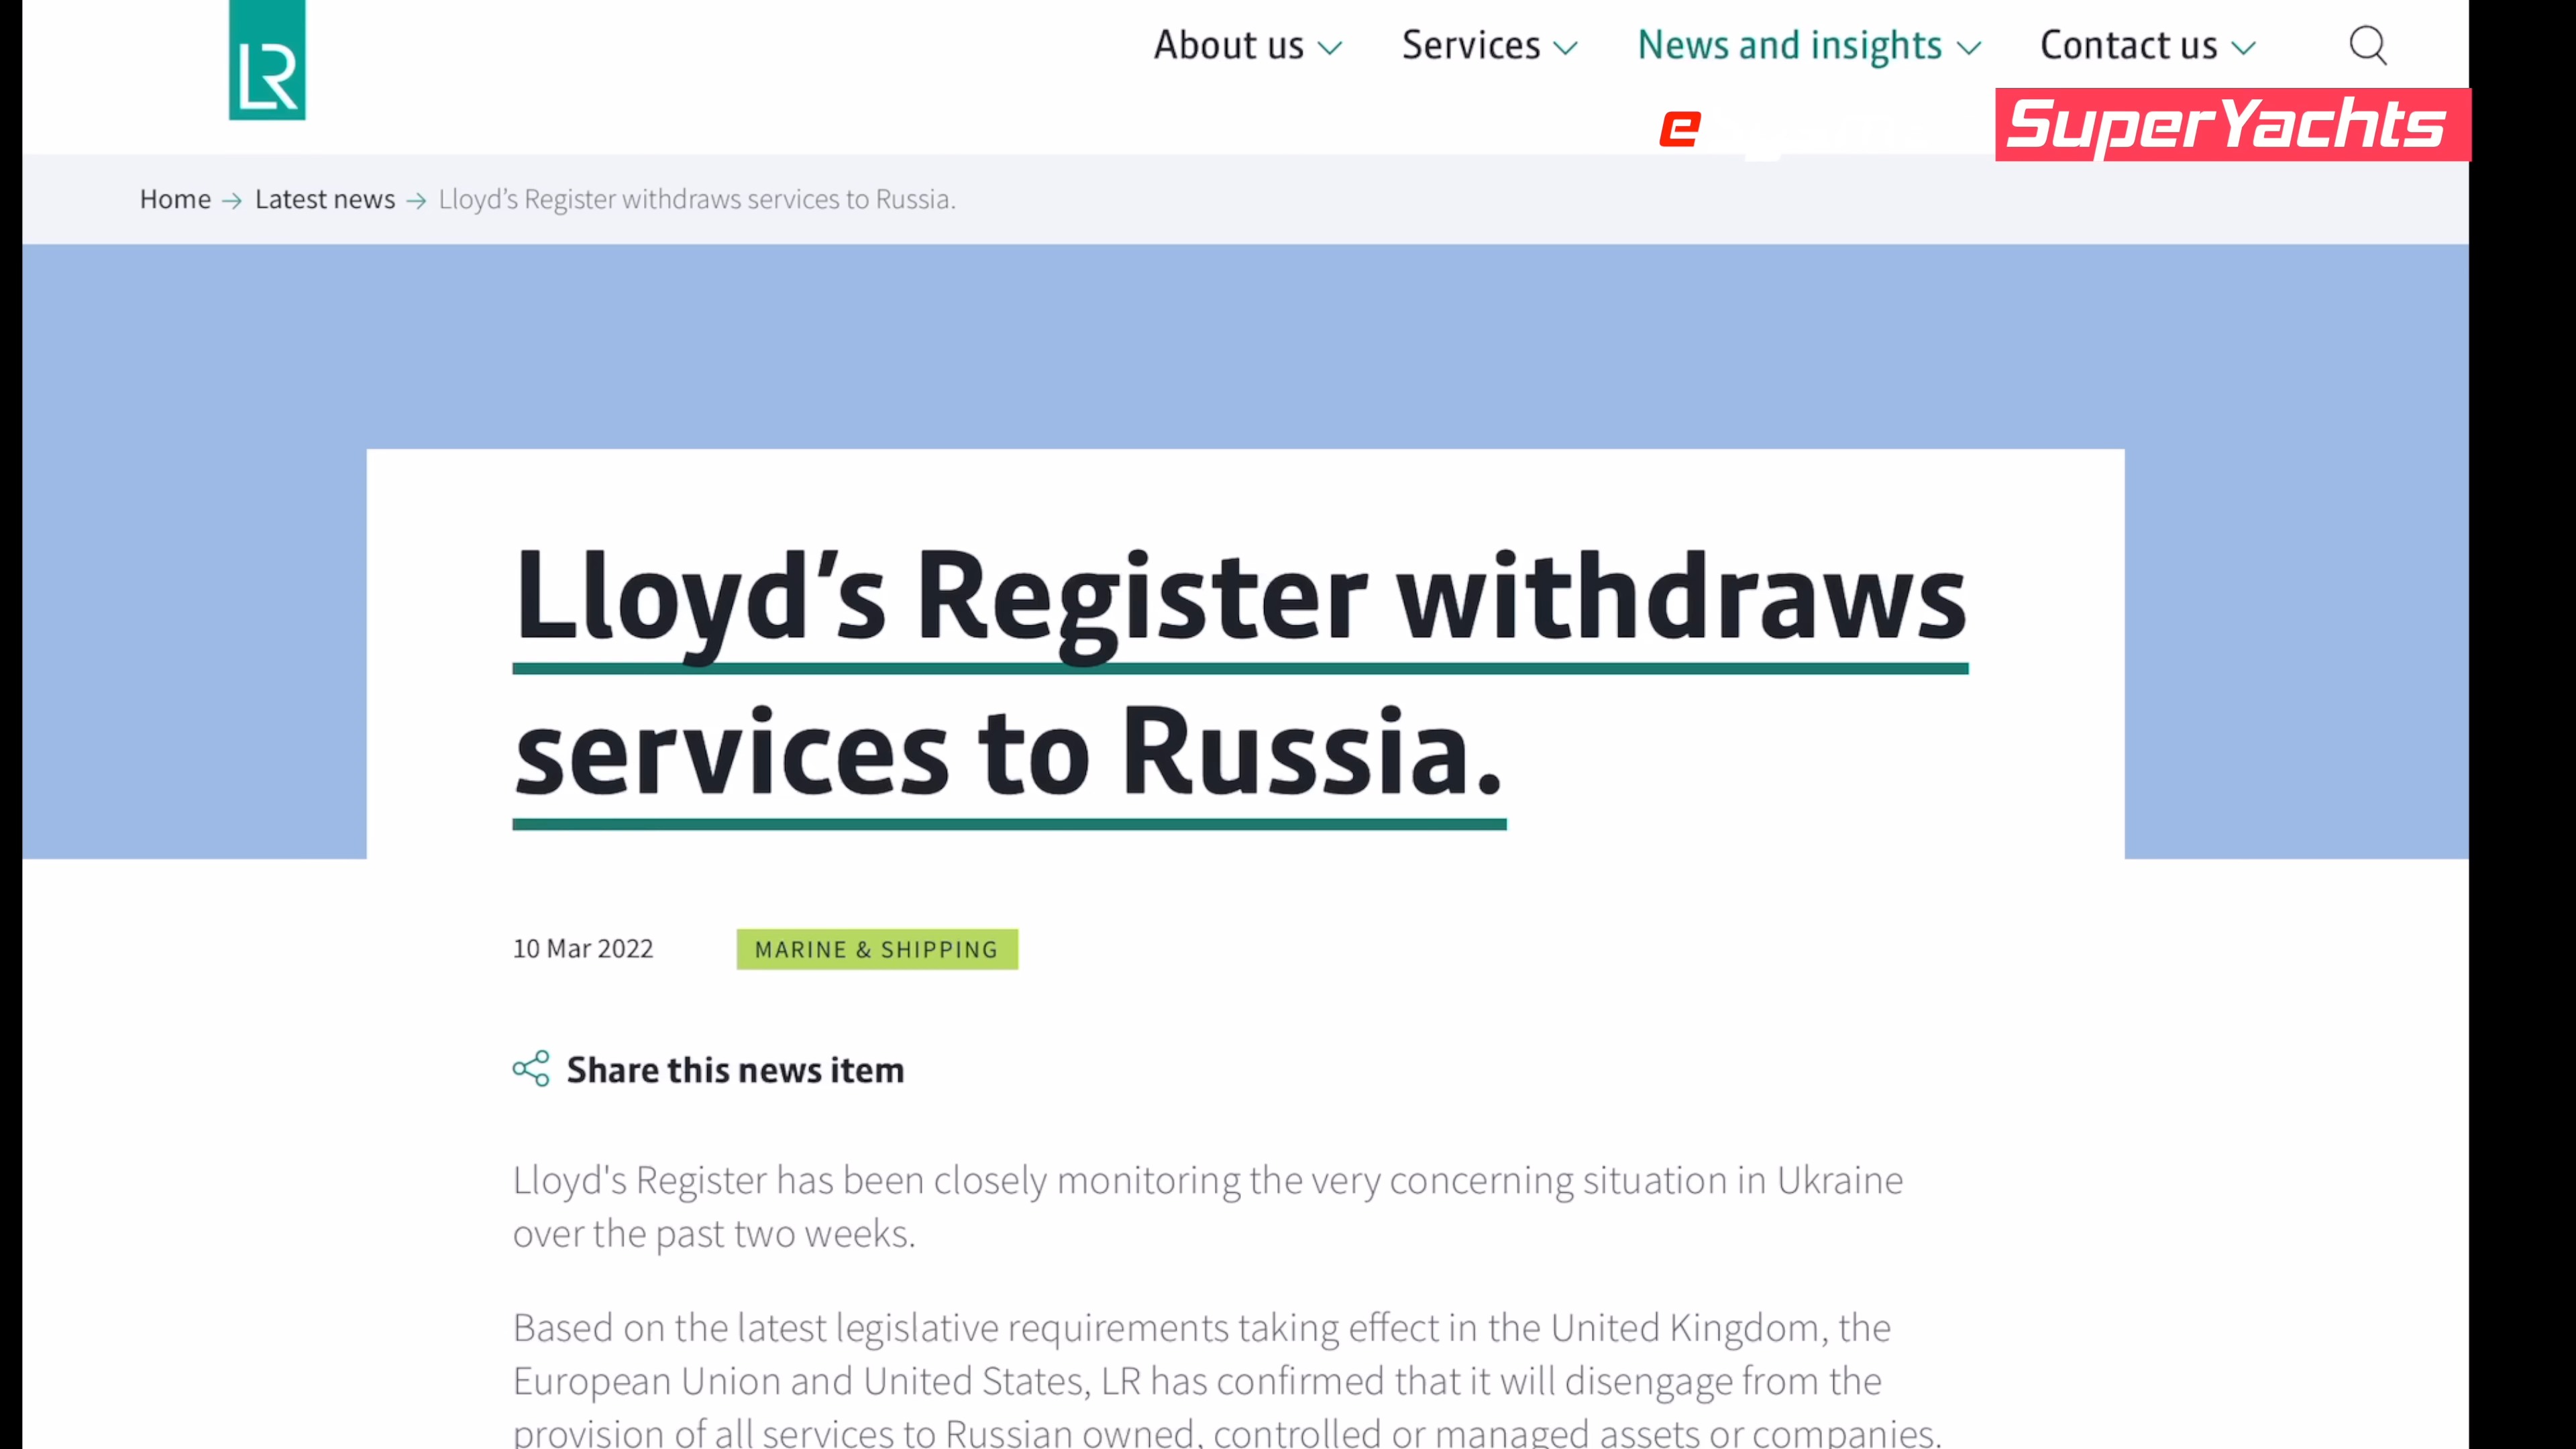 LR
About us
Services
News and insights
Contact us
e
SuperYachts
Home → Latest news → Lloyd’s Register withdraws services to Russia.
Lloyd’s Register withdraws
services to Russia.
10 Mar 2022
MARINE & SHIPPING
Share this news item
Lloyd's Register has been closely monitoring the very concerning situation in Ukraine
over the past two weeks.
Based on the latest legislative requirements taking effect in the United Kingdom, the
European Union and United States, LR has confirmed that it will disengage from the
provision of all services to Russian owned, controlled or managed assets or companies.